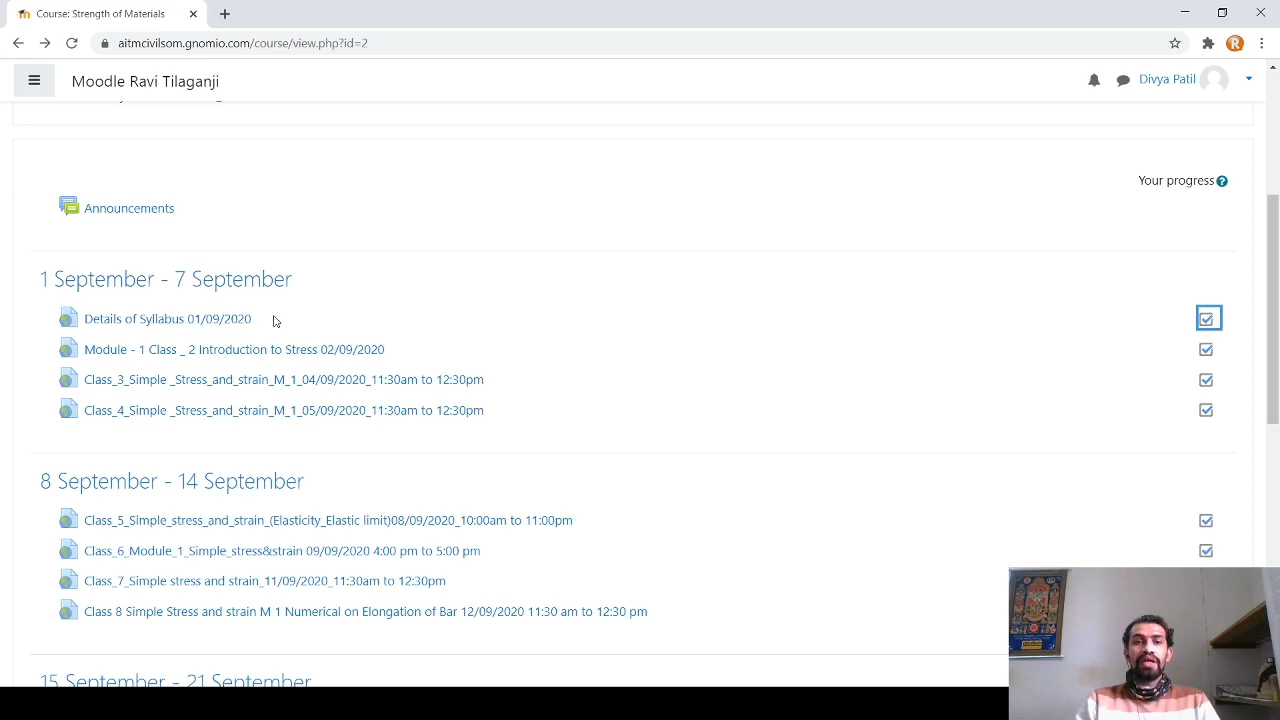 Course: Strength of Materials
aitmcivilsom.gnomio.com/course/view.php?id=2
R
Moodle Ravi Tilaganji
Divya Patil
Your progress
Announcements
1 September - 7 September
Details of Syllabus 01/09/2020
Module - 1 Class _ 2 Introduction to Stress 02/09/2020
Class_3_Simple _Stress_and_strain_M_1_04/09/2020_11:30am to 12:30pm
Class_4_Simple _Stress_and_strain_M_1_05/09/2020_11:30am to 12:30pm
8 September - 14 September
Class_5_Simple_stress_and_strain_(Elasticity_Elastic limit)08/09/2020_10:00am to 11:00pm
Class_6_Module_1_Simple_stress&strain 09/09/2020 4:00 pm to 5:00 pm
Class_7_Simple stress and strain_11/09/2020_11:30am to 12:30pm
Class 8 Simple Stress and strain M 1 Numerical on Elongation of Bar 12/09/2020 11:30 am to 12:30 pm
15 September - 21 September